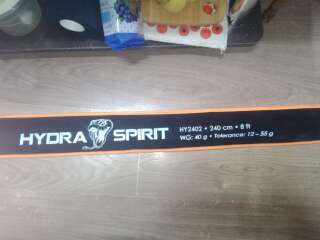 HYDRA SPIRIT
HY2402 • 240 cm • 8 ft
WG: 40 g • Tolerance: 12 – 55 g